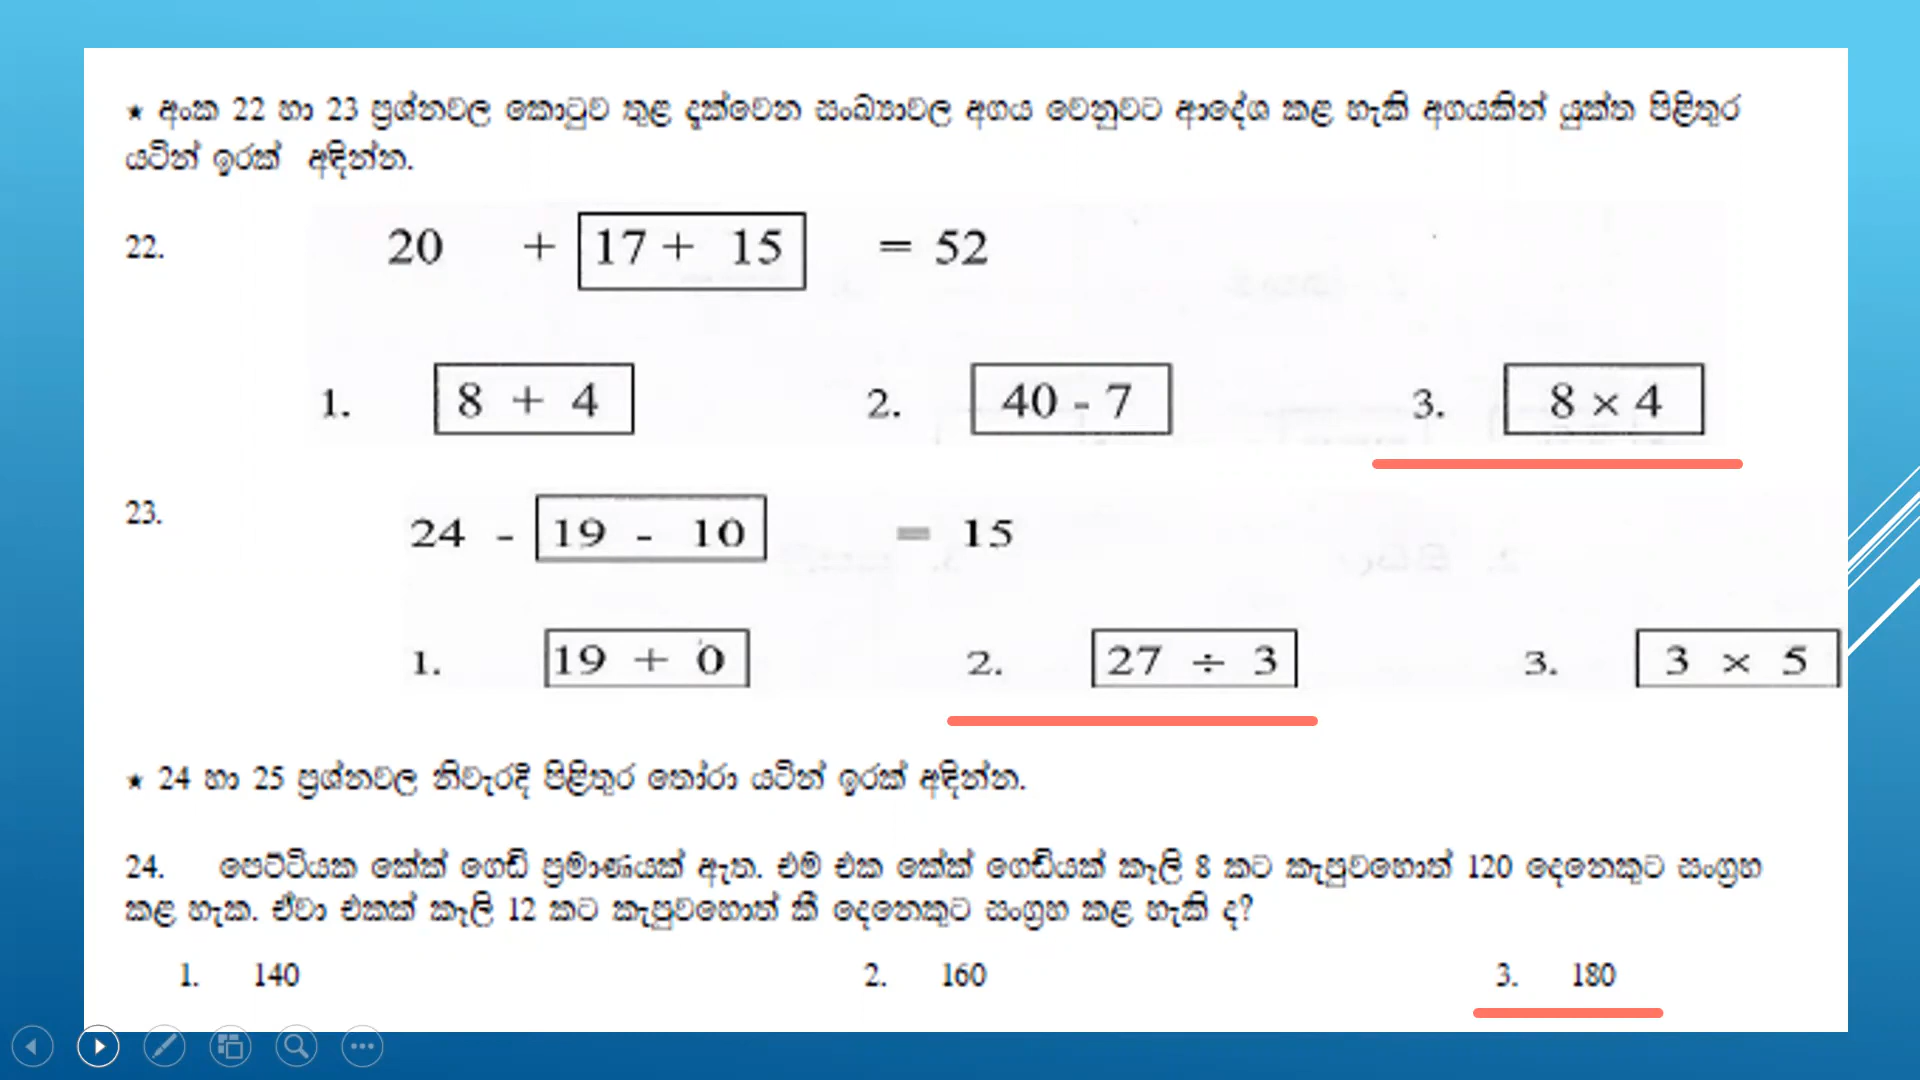 ★ අංක 22 හා 23 ප්‍රශ්නවල කොටුව තුළ දැක්වෙන සංඛ්‍යාවල අගය වෙනුවට ආදේශ කළ හැකි අගයකින් යුක්ත පිළිතුර
යටින් ඉරක් අඳින්න.
22. 20 + 17 + 15 = 52
1. 8 + 4 2. 40 - 7 3. 8 × 4
23. 24 - 19 - 10 = 15
1. 19 + 0 2. 27 ÷ 3 3. 3 × 5
★ 24 හා 25 ප්‍රශ්නවල නිවැරදි පිළිතුර තෝරා යටින් ඉරක් අඳින්න.
24. පෙට්ටියක කේක් ගෙඩි ප්‍රමාණයක් ඇත. එම එක කේක් ගෙඩියක් කෑලි 8 කට කැපුවහොත් 120 දෙනෙකුට සංග්‍රහ
කළ හැක. ඒවා එකක් කෑලි 12 කට කැපුවහොත් කී දෙනෙකුට සංග්‍රහ කළ හැකි ද?
1. 140 2. 160 3. 180